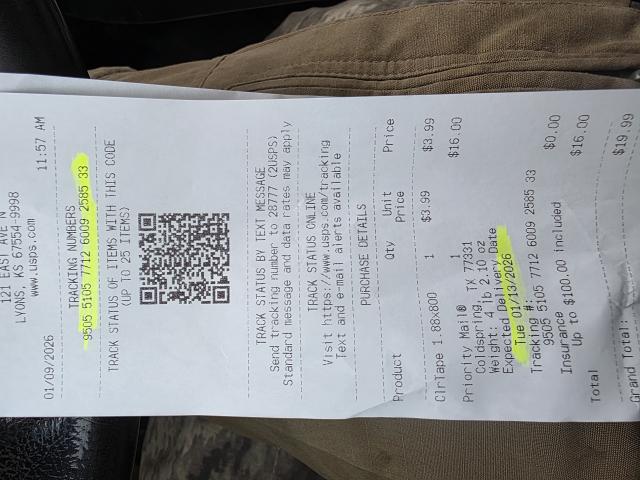 121 EAST AVE N
LYONS, KS 67554-9998
www.usps.com
01/09/2026 11:57 AM
TRACKING NUMBERS
9505 5105 7712 6009 2585 33
TRACK STATUS OF ITEMS WITH THIS CODE
(UP TO 25 ITEMS)
TRACK STATUS BY TEXT MESSAGE
Send tracking number to 28777 (2USPS)
Standard message and data rates may apply
TRACK STATUS ONLINE
Visit https://www.usps.com/tracking
Text and e-mail alerts available
PURCHASE DETAILS
Product Qty Unit Price Price
ClrTape 1.88x800 1 $3.99 $3.99
Priority Mail® 1 $16.00
Coldspring, TX 77331
Weight: 4 lb 2.10 oz
Expected Delivery Date
Tue 01/13/2026
Tracking #:
9505 5105 7712 6009 2585 33
Insurance $0.00
Up to $100.00 included
Total $16.00
Grand Total: $19.99